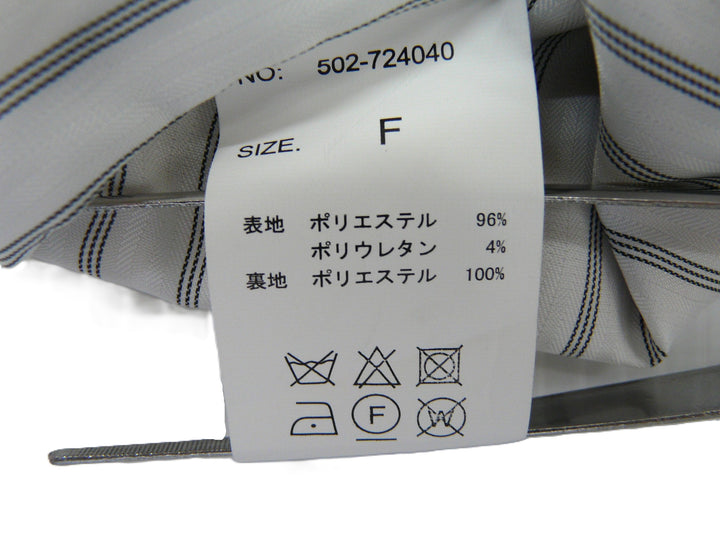 NO: 502-724040
SIZE. F
表地 ポリエステル 96%
ポリウレタン 4%
裏地 ポリエステル 100%
F W